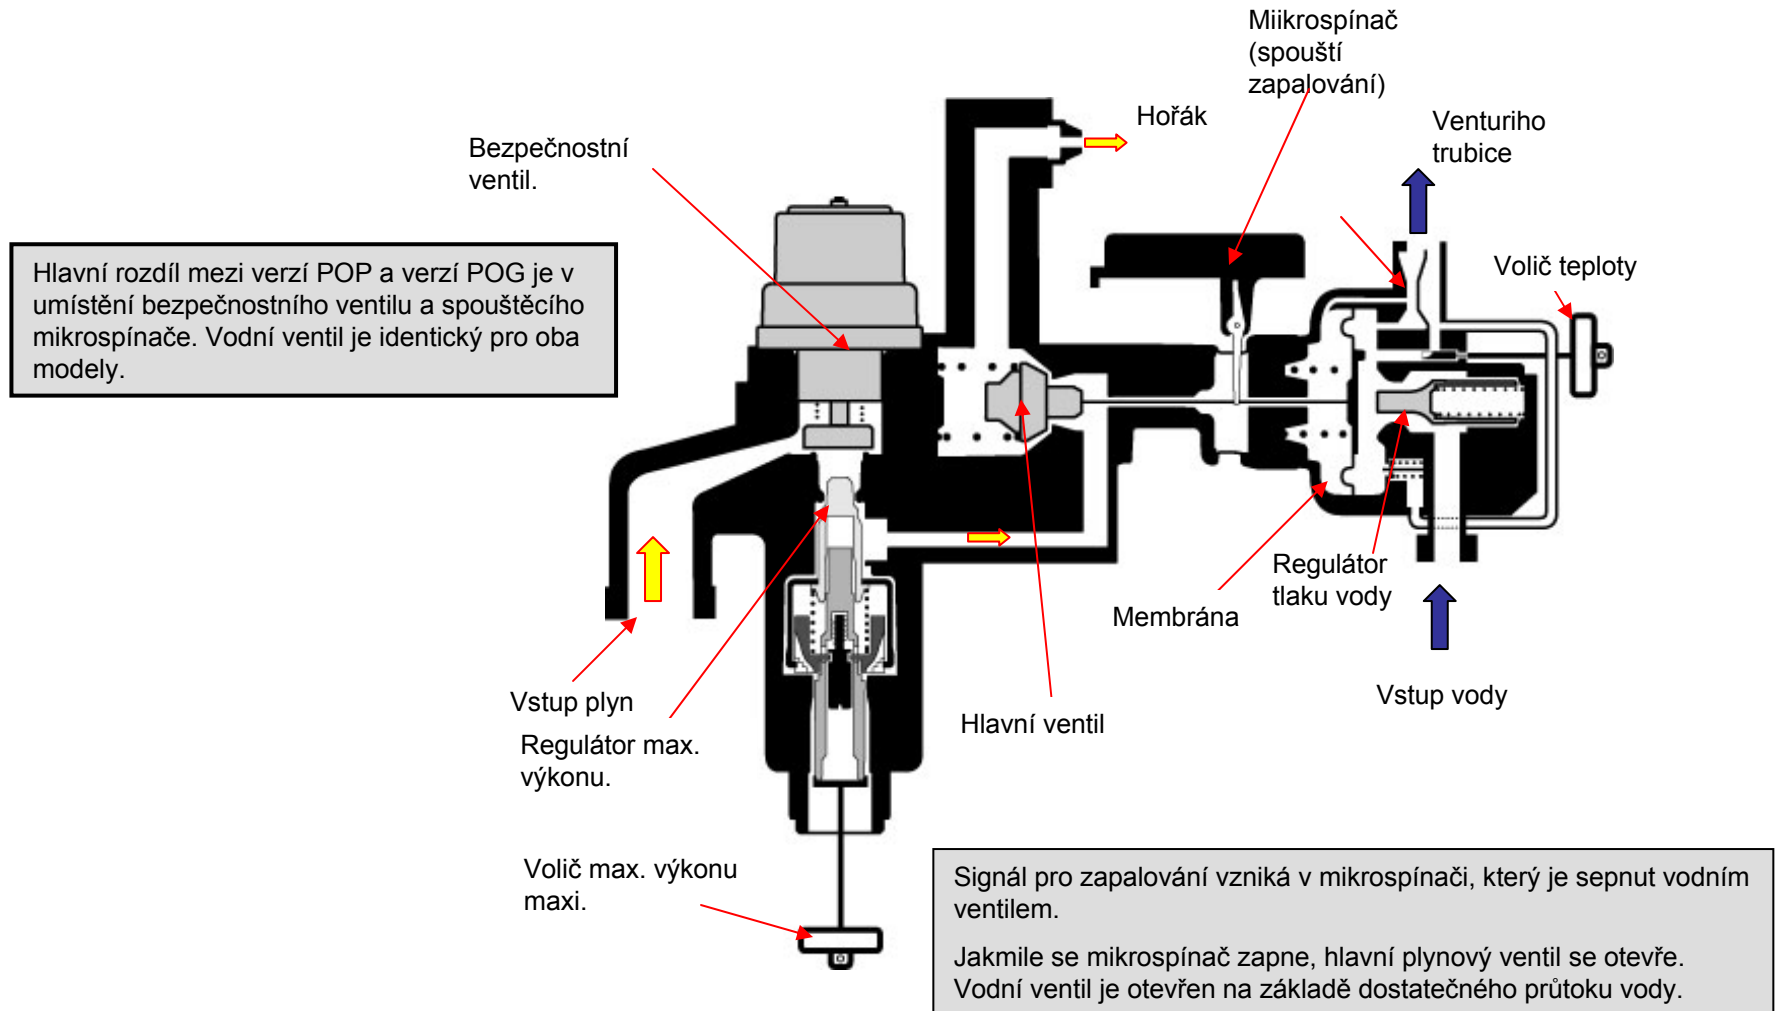 Miikrospínač
(spouští
zapalování)
Hořák
Venturiho
trubice
Bezpečnostní
ventil.
Volič teploty
Hlavní rozdíl mezi verzí POP a verzí POG je v
umístění bezpečnostního ventilu a spouštěcího
mikrospínače. Vodní ventil je identický pro oba
modely.
Regulátor
tlaku vody
Membrána
Vstup plyn
Vstup vody
Hlavní ventil
Regulátor max.
výkonu.
Volič max. výkonu
maxi.
Signál pro zapalování vzniká v mikrospínači, který je sepnut vodním
ventilem.
Jakmile se mikrospínač zapne, hlavní plynový ventil se otevře.
Vodní ventil je otevřen na základě dostatečného průtoku vody.